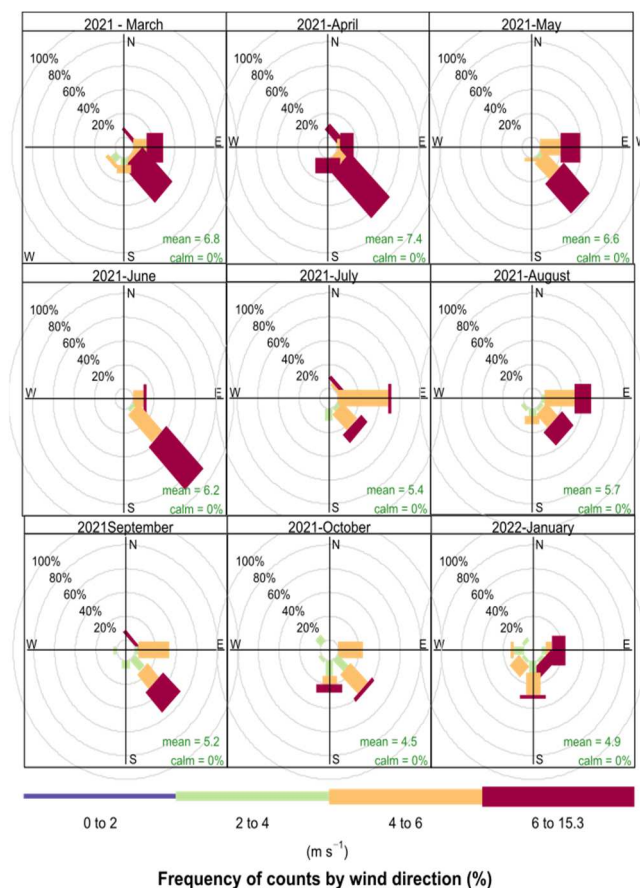 2021 - March
2021-April
2021-May
N
100%
80%
60%
40%
20%
E
W
S
mean = 6.8
calm = 0%
N
100%
80%
60%
40%
20%
W
E
S
mean = 7.4
calm = 0%
N
100%
80%
60%
40%
20%
W
E
W
S
mean = 6.6
calm = 0%
2021-June
2021-July
2021-August
N
100%
80%
60%
40%
20%
W
E
S
mean = 6.2
calm = 0%
N
100%
80%
60%
40%
20%
W
E
S
mean = 5.4
calm = 0%
N
100%
80%
60%
40%
20%
W
E
S
mean = 5.7
calm = 0%
2021September
2021-October
2022-January
N
100%
80%
60%
40%
20%
W
E
S
mean = 5.2
calm = 0%
N
100%
80%
60%
40%
20%
W
E
S
mean = 4.5
calm = 0%
N
100%
80%
60%
40%
20%
W
E
S
mean = 4.9
calm = 0%
0 to 2
2 to 4
4 to 6
6 to 15.3
(m s⁻¹)
Frequency of counts by wind direction (%)